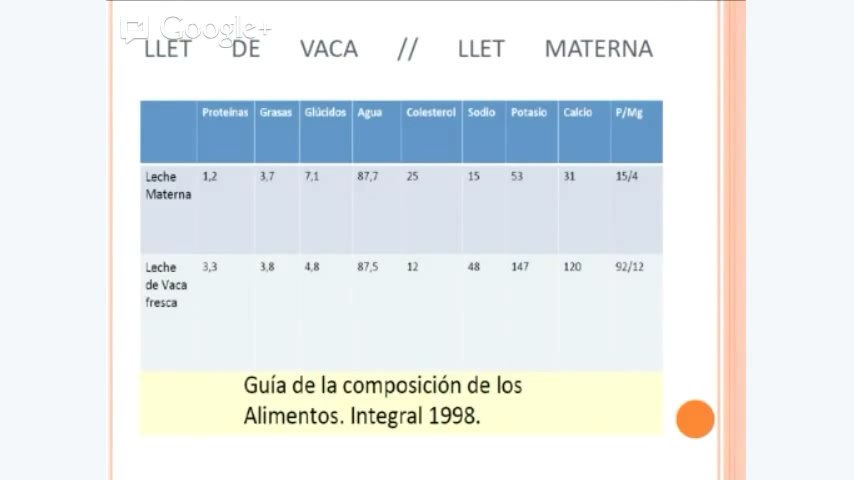 Google+
LLET DE VACA // LLET MATERNA
Proteinas Grasas Glúcidos Agua Colesterol Sodio Potasio Calcio P/Mg
Leche Materna 1,2 3,7 7,1 87,7 25 15 53 31 15/4
Leche de Vaca fresca 3,3 3,8 4,8 87,5 12 48 147 120 92/12
Guía de la composición de los
Alimentos. Integral 1998.